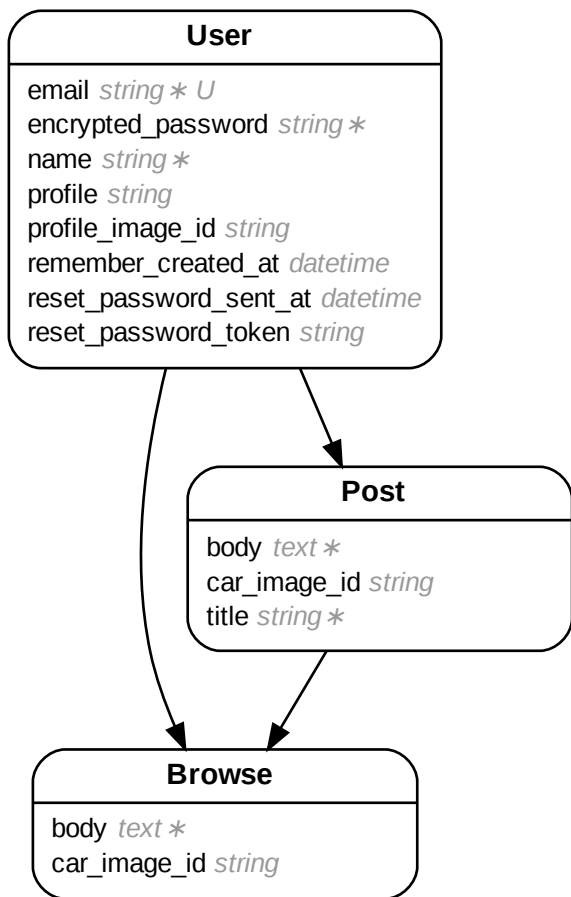 User
email string ∗ U
encrypted_password string ∗
name string ∗
profile string
profile_image_id string
remember_created_at datetime
reset_password_sent_at datetime
reset_password_token string
Post
body text ∗
car_image_id string
title string ∗
Browse
body text ∗
car_image_id string